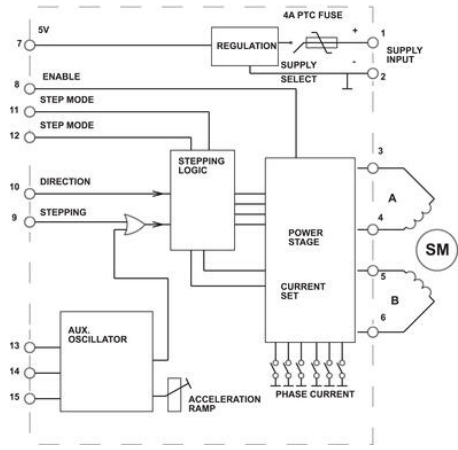 4A PTC FUSE
5V
7
REGULATION
+
1
SUPPLY
INPUT
-
2
SUPPLY
SELECT
8
ENABLE
11
STEP MODE
12
STEP MODE
STEPPING
LOGIC
3
10
DIRECTION
A
9
STEPPING
4
POWER
STAGE
SM
5
CURRENT
SET
B
6
AUX.
OSCILLATOR
13
14
15
ACCELERATION
RAMP
PHASE CURRENT